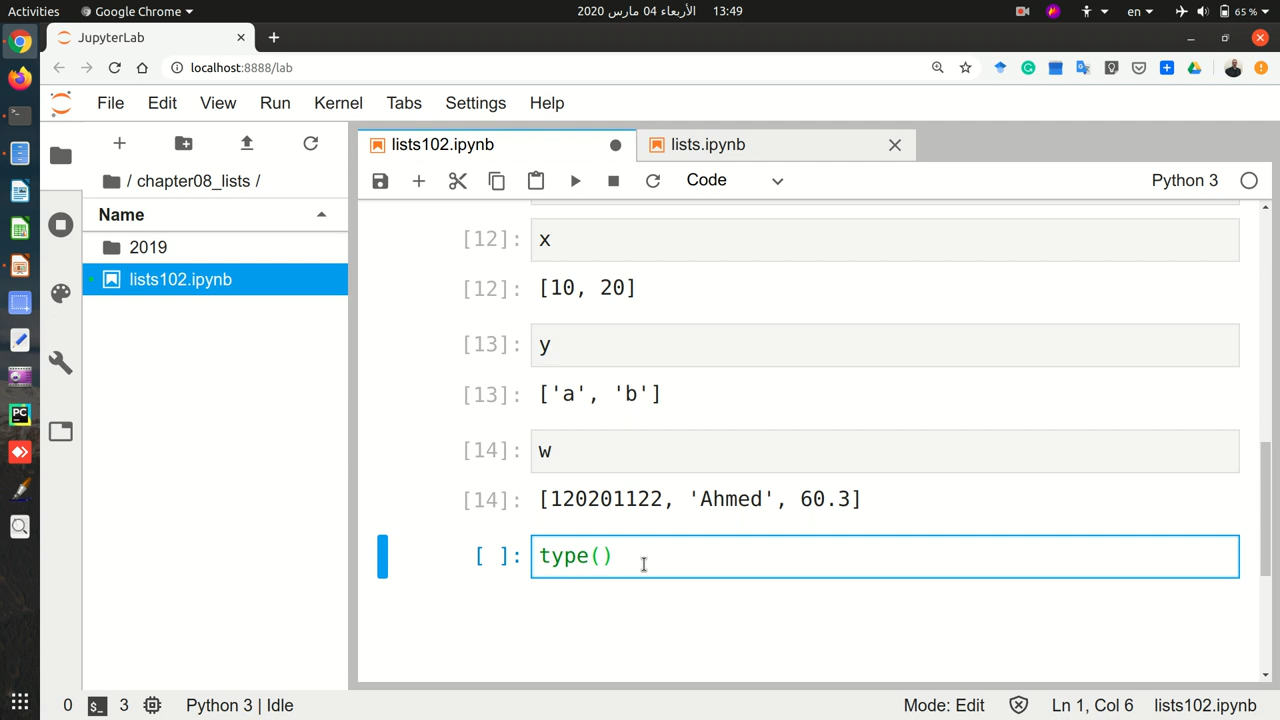 Activities Google Chrome الأربعاء 04 مارس 2020 13:49 en 65 %
JupyterLab
localhost:8888/lab
File Edit View Run Kernel Tabs Settings Help
lists102.ipynb lists.ipynb
/ chapter08_lists /
Code Python 3
Name
2019
lists102.ipynb
[12]: x
[12]: [10, 20]
[13]: y
[13]: ['a', 'b']
[14]: w
[14]: [120201122, 'Ahmed', 60.3]
[ ]: type()
PC
0 $_ 3 Python 3 | Idle Mode: Edit Ln 1, Col 6 lists102.ipynb